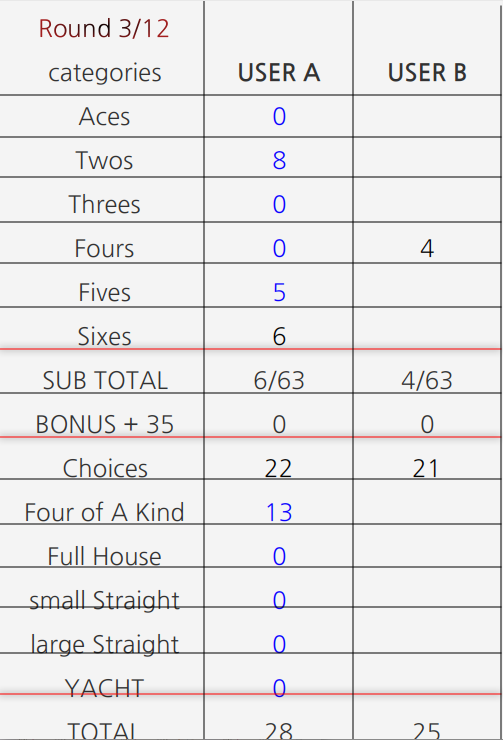 Round 3/12
categories USER A USER B
Aces 0
Twos 8
Threes 0
Fours 0 4
Fives 5
Sixes 6
SUB TOTAL 6/63 4/63
BONUS + 35 0 0
Choices 22 21
Four of A Kind 13
Full House 0
small Straight 0
large Straight 0
YACHT 0
TOTAL 28 25